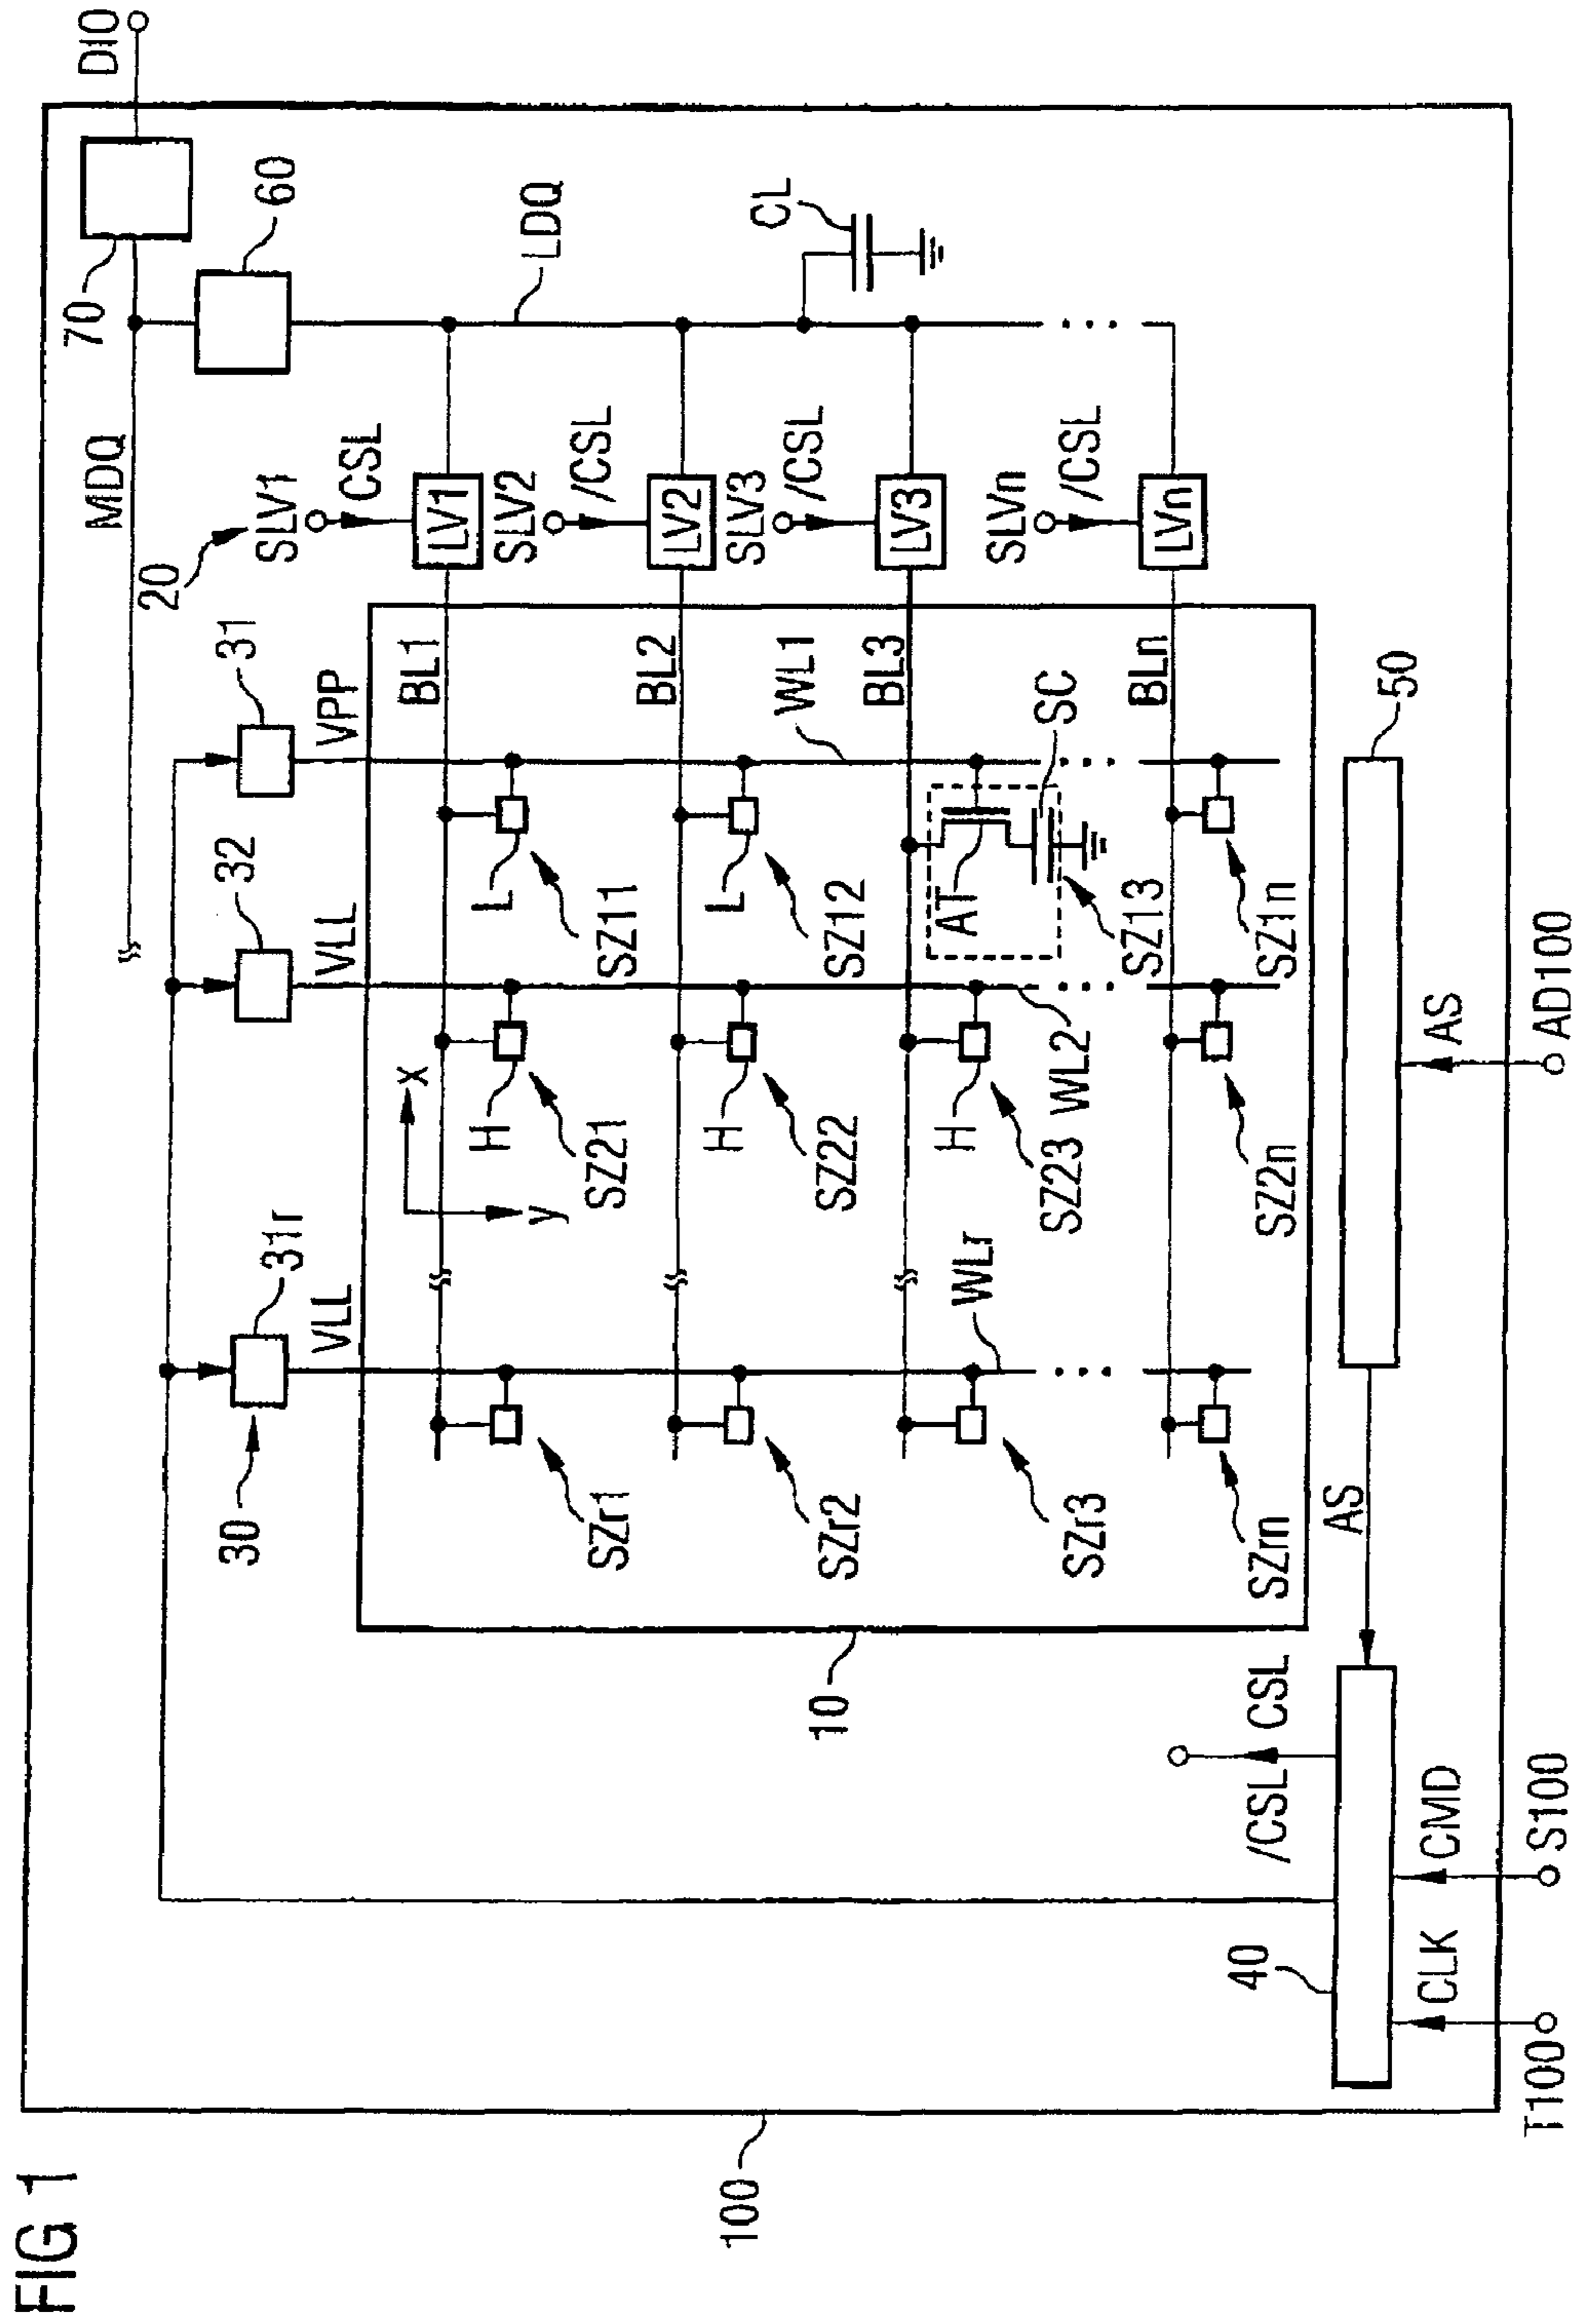 FIG 1
100
T100
CLK
S100
CMD
40
/CSL
CSL
AS
50
AS
AD100
10
30
31r
VLL
32
VLL
31
VPP
20
MDQ
70
DIO
60
LDQ
CL
SLV1
CSL
LV1
SLV2
/CSL
LV2
SLV3
/CSL
LV3
SLVn
/CSL
LVn
BL1
BL2
BL3
BLn
WL1
WL2
WLr
x
y
L
SZ11
L
SZ12
AT
SC
SZ13
SZ1n
H
SZ21
H
SZ22
H
SZ23
SZ2n
SZr1
SZr2
SZr3
SZrn